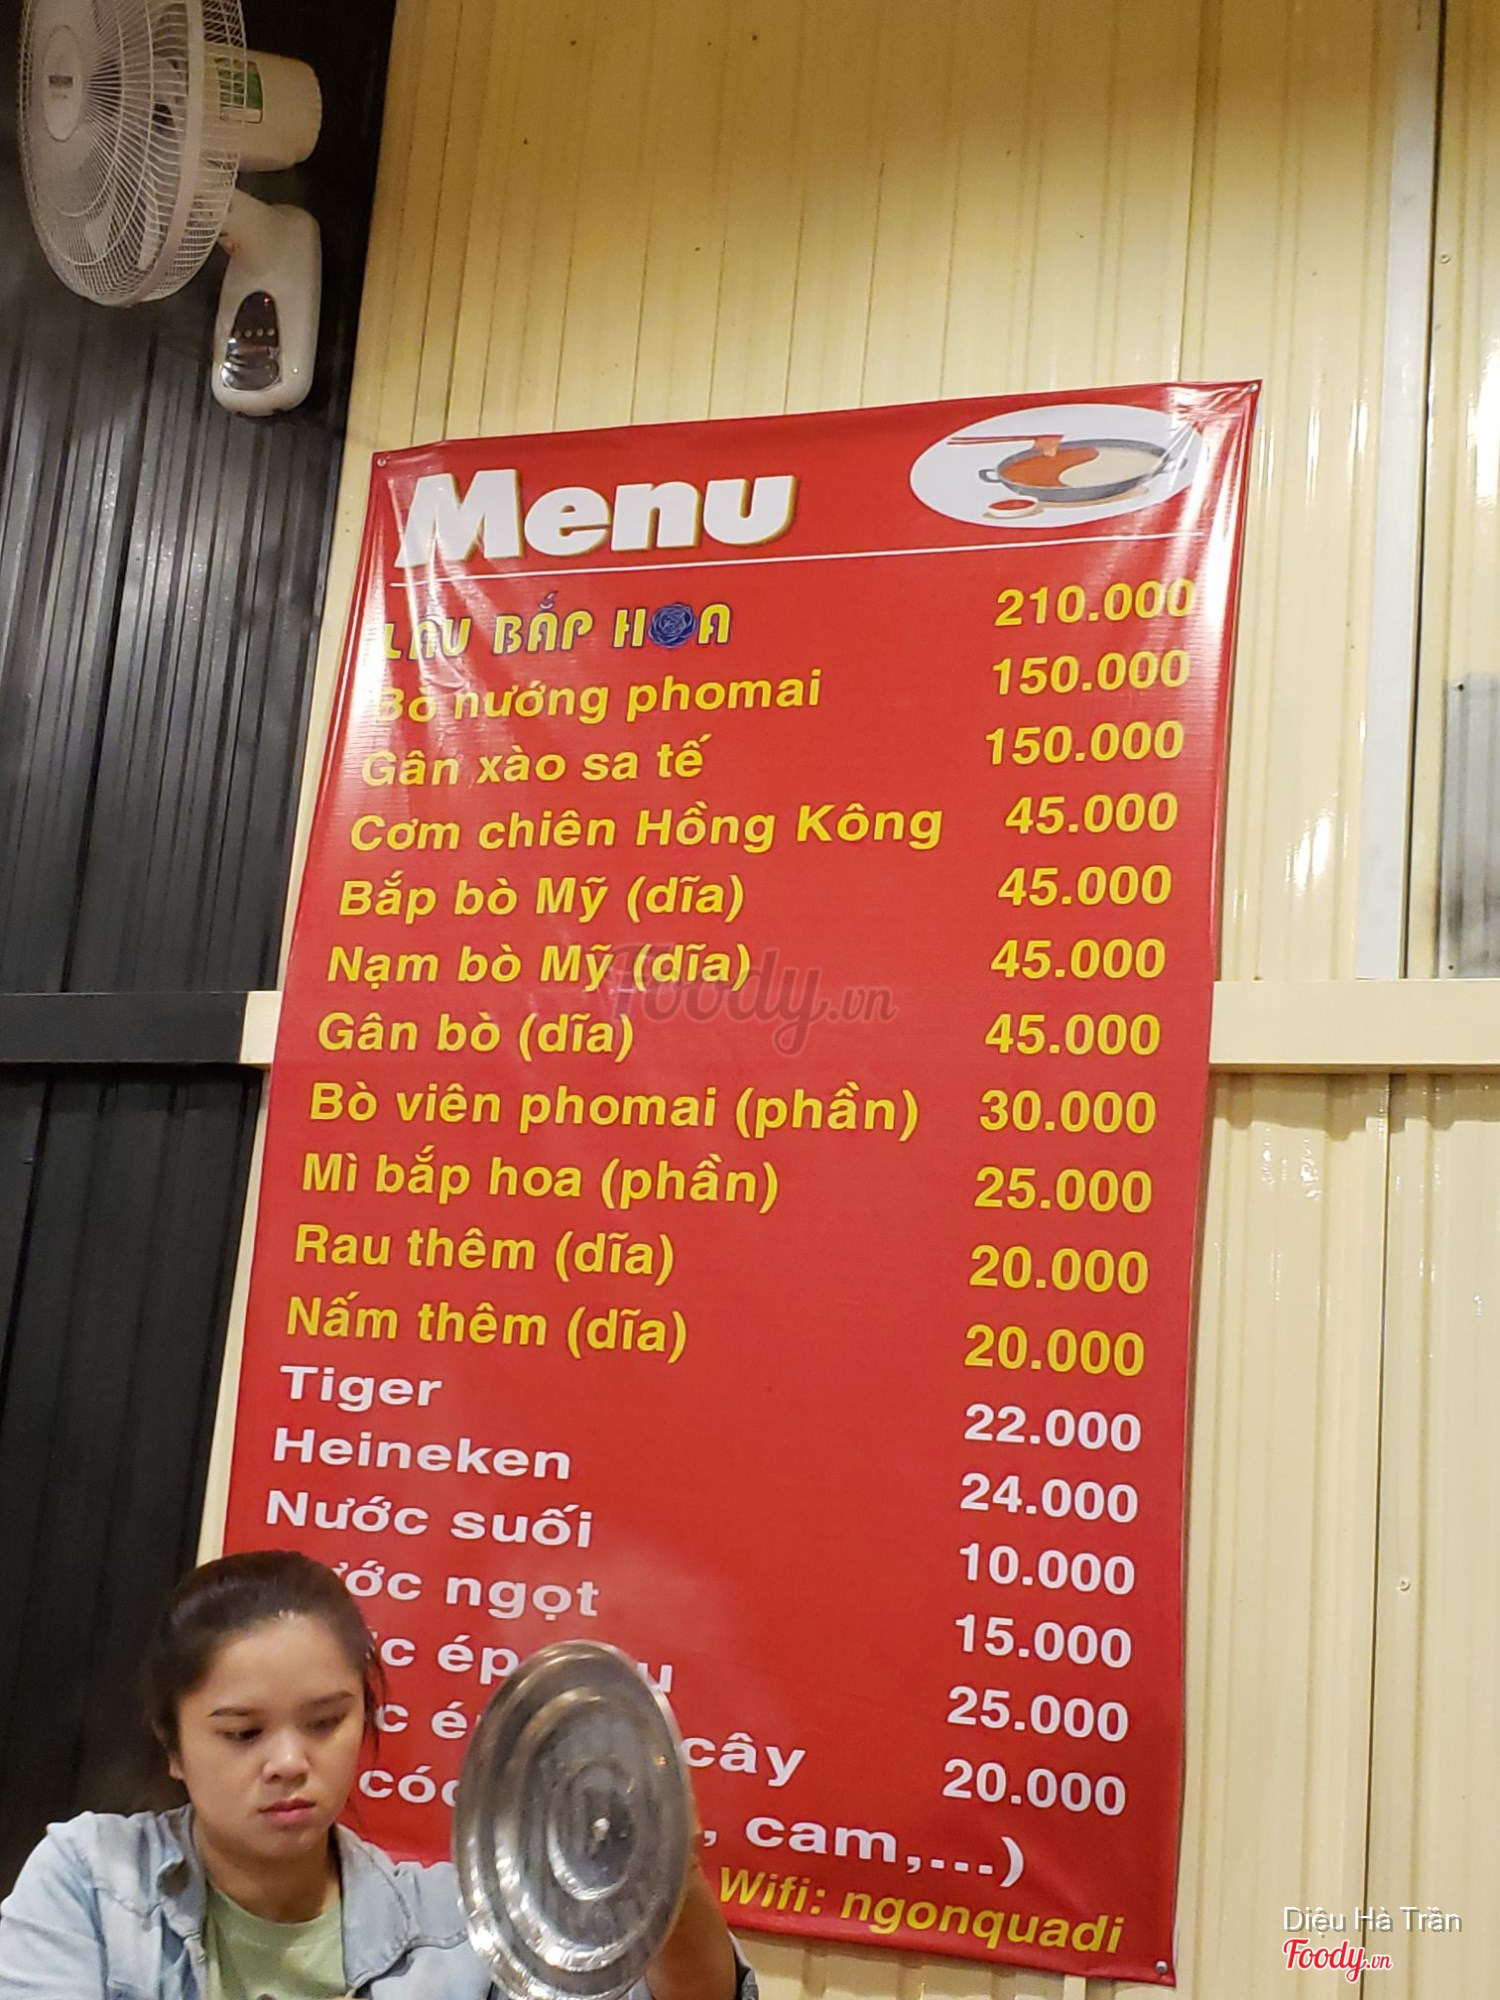 Menu
LẨU BẮP HOA 210.000
Bò nướng phomai 150.000
Gân xào sa tế 150.000
Cơm chiên Hồng Kông 45.000
Bắp bò Mỹ (dĩa) 45.000
Nạm bò Mỹ (dĩa) 45.000
Gân bò (dĩa) 45.000
Bò viên phomai (phần) 30.000
Mì bắp hoa (phần) 25.000
Rau thêm (dĩa) 20.000
Nấm thêm (dĩa) 20.000
Tiger 22.000
Heineken 24.000
Nước suối 10.000
ngọt 15.000
25.000
cây 20.000
, cam,...)
Wifi: ngonquadi
Foody.vn
Diệu Hà Trần
Foody.vn